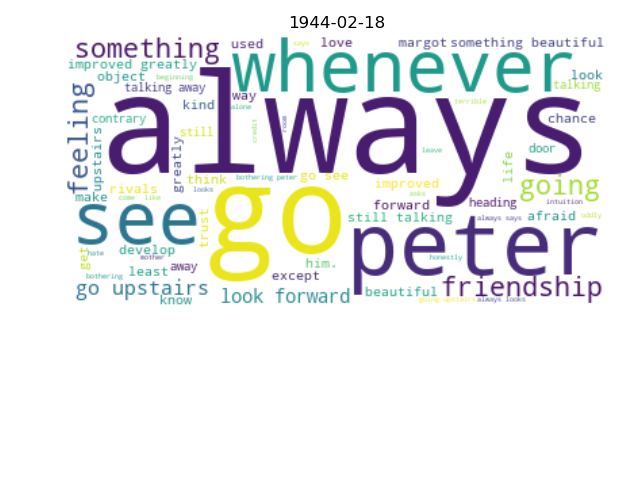 1944-02-18
something
used
says
love
margot
something beautiful
whenever
improved greatly
object
beginning
look
talking away
way
talking
always
kind
alone
terrible
chance
feeling
contrary
still
credit
room
upstairs
greatly
leave
door
life
bothering peter
go see
think
improved
going
rivals
looks
asks
intuition
make
come
like
forward
heading
see
go
trust
still talking
always says
afraid
oddly
peter
hate
develop
mother
get
him.
honestly
bothering
least
away
except
go upstairs
know
look forward
beautiful
friendship
going upstairs
always looks